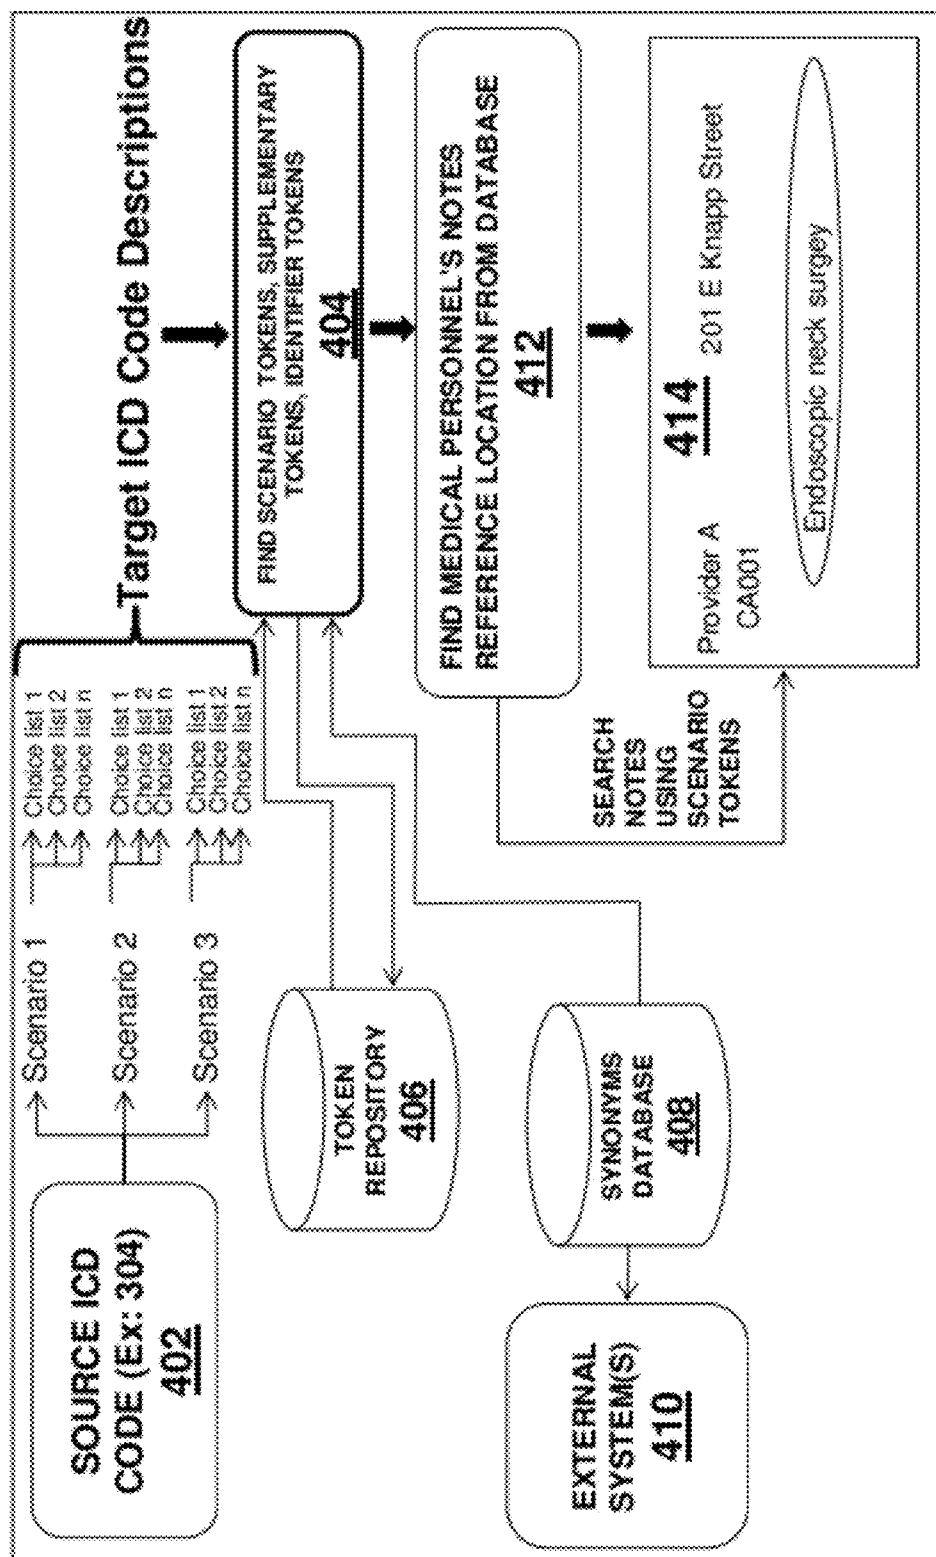 SOURCE ICD
CODE (Ex: 304)
402
Scenario 1
Scenario 2
Scenario 3
Choice list 1
Choice list 2
Choice list n
Choice list 1
Choice list 2
Choice list n
Choice list 1
Choice list 2
Choice list n
Target ICD Code Descriptions
TOKEN
REPOSITORY
406
FIND SCENARIO TOKENS, SUPPLEMENTARY
TOKENS, IDENTIFIER TOKENS
404
EXTERNAL
SYSTEM(S)
410
SYNONYMS
DATABASE
408
FIND MEDICAL PERSONNEL'S NOTES
REFERENCE LOCATION FROM DATABASE
412
SEARCH
NOTES
USING
SCENARIO
TOKENS
414
Provider A 201 E Knapp Street
CA001
Endoscopic neck surgey